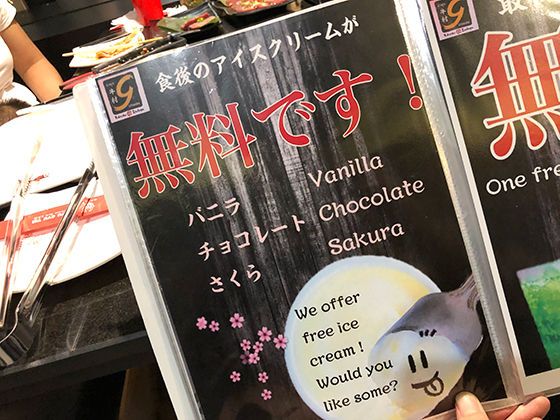 食後のアイスクリームが
無料です!
バニラ Vanilla
チョコレート Chocolate
さくら Sakura
We offer
free ice
cream!
Would you
like some?
最
無
One fre